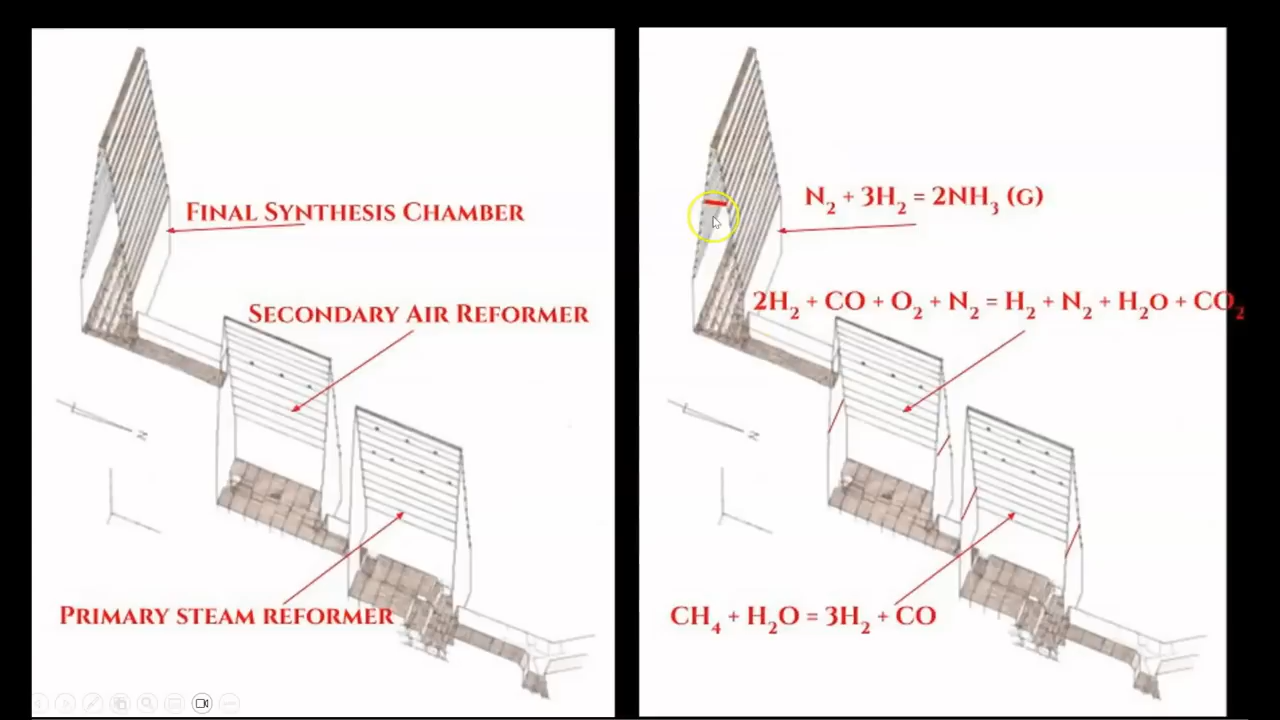 Final Synthesis Chamber
Secondary Air Reformer
Primary steam reformer
N
N₂ + 3H₂ = 2NH₃ (G)
2H₂ + CO + O₂ + N₂ = H₂ + N₂ + H₂O + CO₂
N
CH₄ + H₂O = 3H₂ + CO